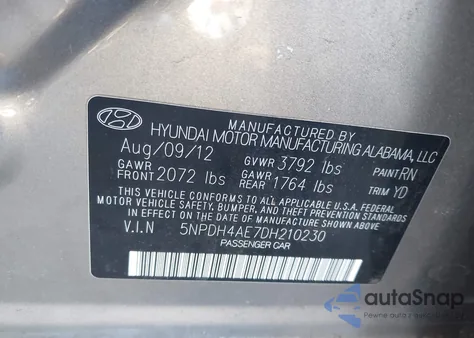 MANUFACTURED BY
HYUNDAI MOTOR MANUFACTURING ALABAMA, LLC
Aug/09/12 GVWR 3792 lbs PAINT RN
GAWR FRONT 2072 lbs GAWR REAR 1764 lbs TRIM YD
THIS VEHICLE CONFORMS TO ALL APPLICABLE U.S.A. FEDERAL
MOTOR VEHICLE SAFETY, BUMPER, AND THEFT PREVENTION
STANDARDS IN EFFECT ON THE DATE OF MANUFACTURE SHOWN ABOVE.
V.I.N 5NPDH4AE7DH210230
PASSENGER CAR
autoSnap
Pewne auto z